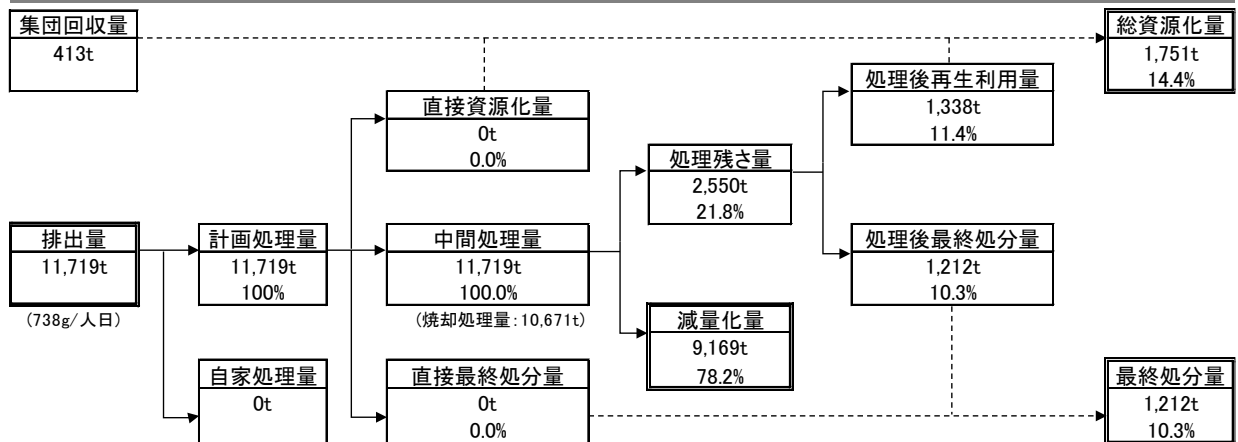 集団回収量
413t
総資源化量
1,751t
14.4%
直接資源化量
0t
0.0%
処理後再生利用量
1,338t
11.4%
処理残さ量
2,550t
21.8%
排出量
11,719t
(738g/人日)
計画処理量
11,719t
100%
中間処理量
11,719t
100.0%
(焼却処理量:10,671t)
処理後最終処分量
1,212t
10.3%
減量化量
9,169t
78.2%
自家処理量
0t
直接最終処分量
0t
0.0%
最終処分量
1,212t
10.3%